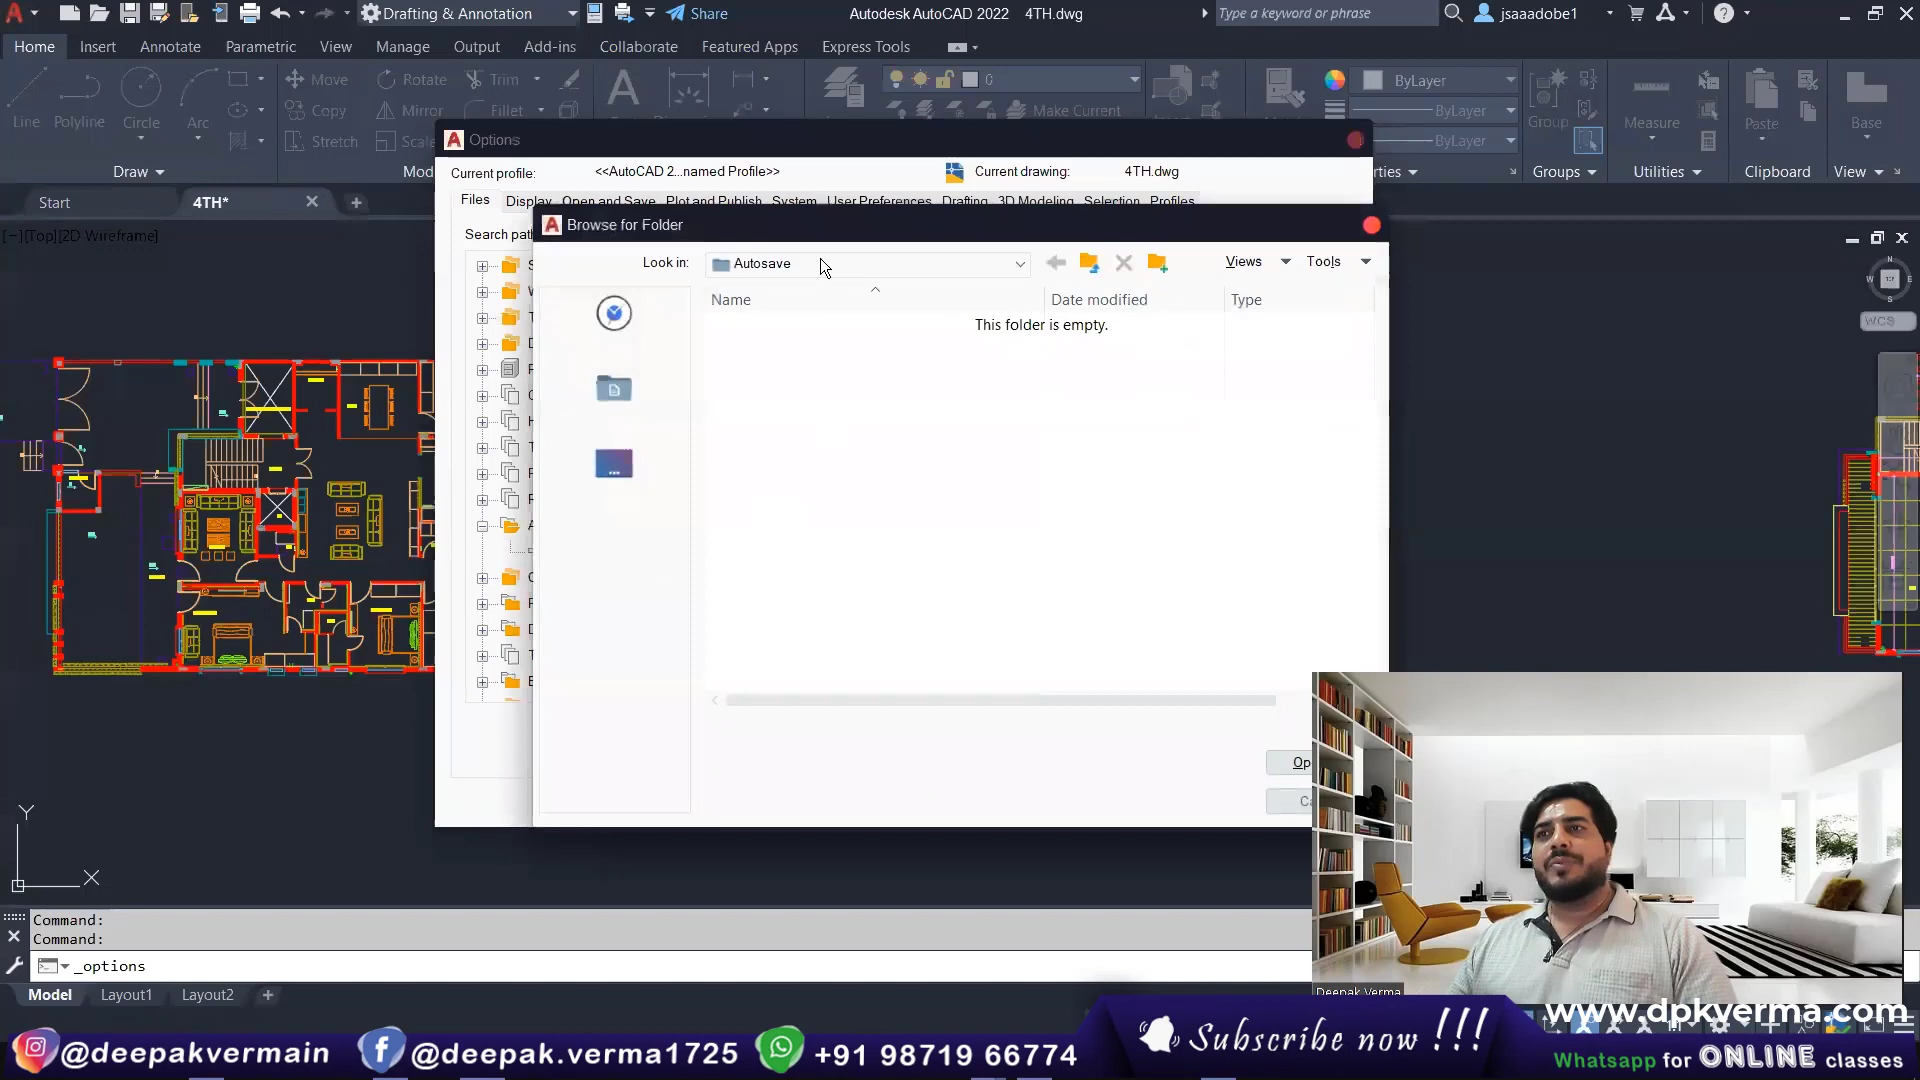 Drafting & Annotation
Share
Autodesk AutoCAD 2022 4TH.dwg
Type a keyword or phrase
jsaaadobe1
Home Insert Annotate Parametric View Manage Output Add-ins Collaborate Featured Apps Express Tools
Move Rotate Trim 0 ByLayer
Copy Mirror Fillet Make Current ByLayer
Line Polyline Circle Arc Group Measure Paste Base
Stretch ByLayer
Draw Groups Utilities Clipboard View
Options
Current profile: <<AutoCAD 2...named Profile>> Current drawing: 4TH.dwg
Start 4TH*
Files Display Open and Save Plot and Publish System User Preferences Drafting 3D Modeling Selection Profiles
[−][Top][2D Wireframe]
Browse for Folder
Look in: Autosave Views Tools
Name Date modified Type
This folder is empty.
N
W
TOP
E
S
WCS
Y
X
Command:
Command:
_options
Model Layout1 Layout2
Deepak Verma
www.dpkverma.com
@deepakvermain @deepak.verma1725 +91 98719 66774 Subscribe now !!!
Whatsapp for ONLINE classes